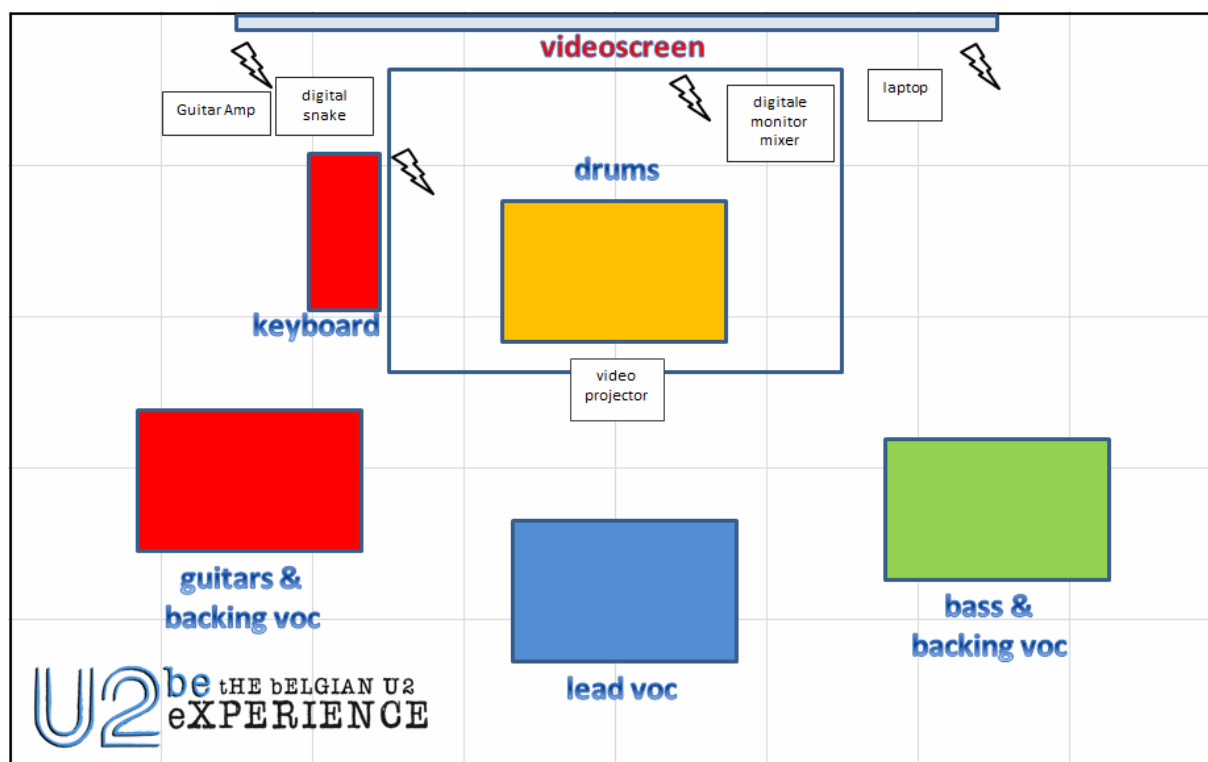 videoscreen
Guitar Amp
digital
snake
digitale
monitor
mixer
laptop
drums
keyboard
video
projector
guitars &
backing voc
lead voc
bass &
backing voc
U2
be tHE bELGIAN U2
eXPERIENCE